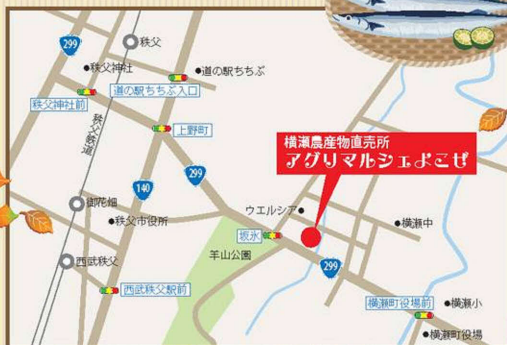 299
秩父
秩父神社
道の駅ちちぶ
秩父神社前
道の駅ちちぶ入口
秩父鉄道
上野町
横瀬農産物直売所
アグリマルシェよこぜ
140
299
御花畑
秩父市役所
ウエルシア
横瀬中
坂氷
羊山公園
西武秩父
299
西武秩父駅前
横瀬町役場前
横瀬小
横瀬町役場